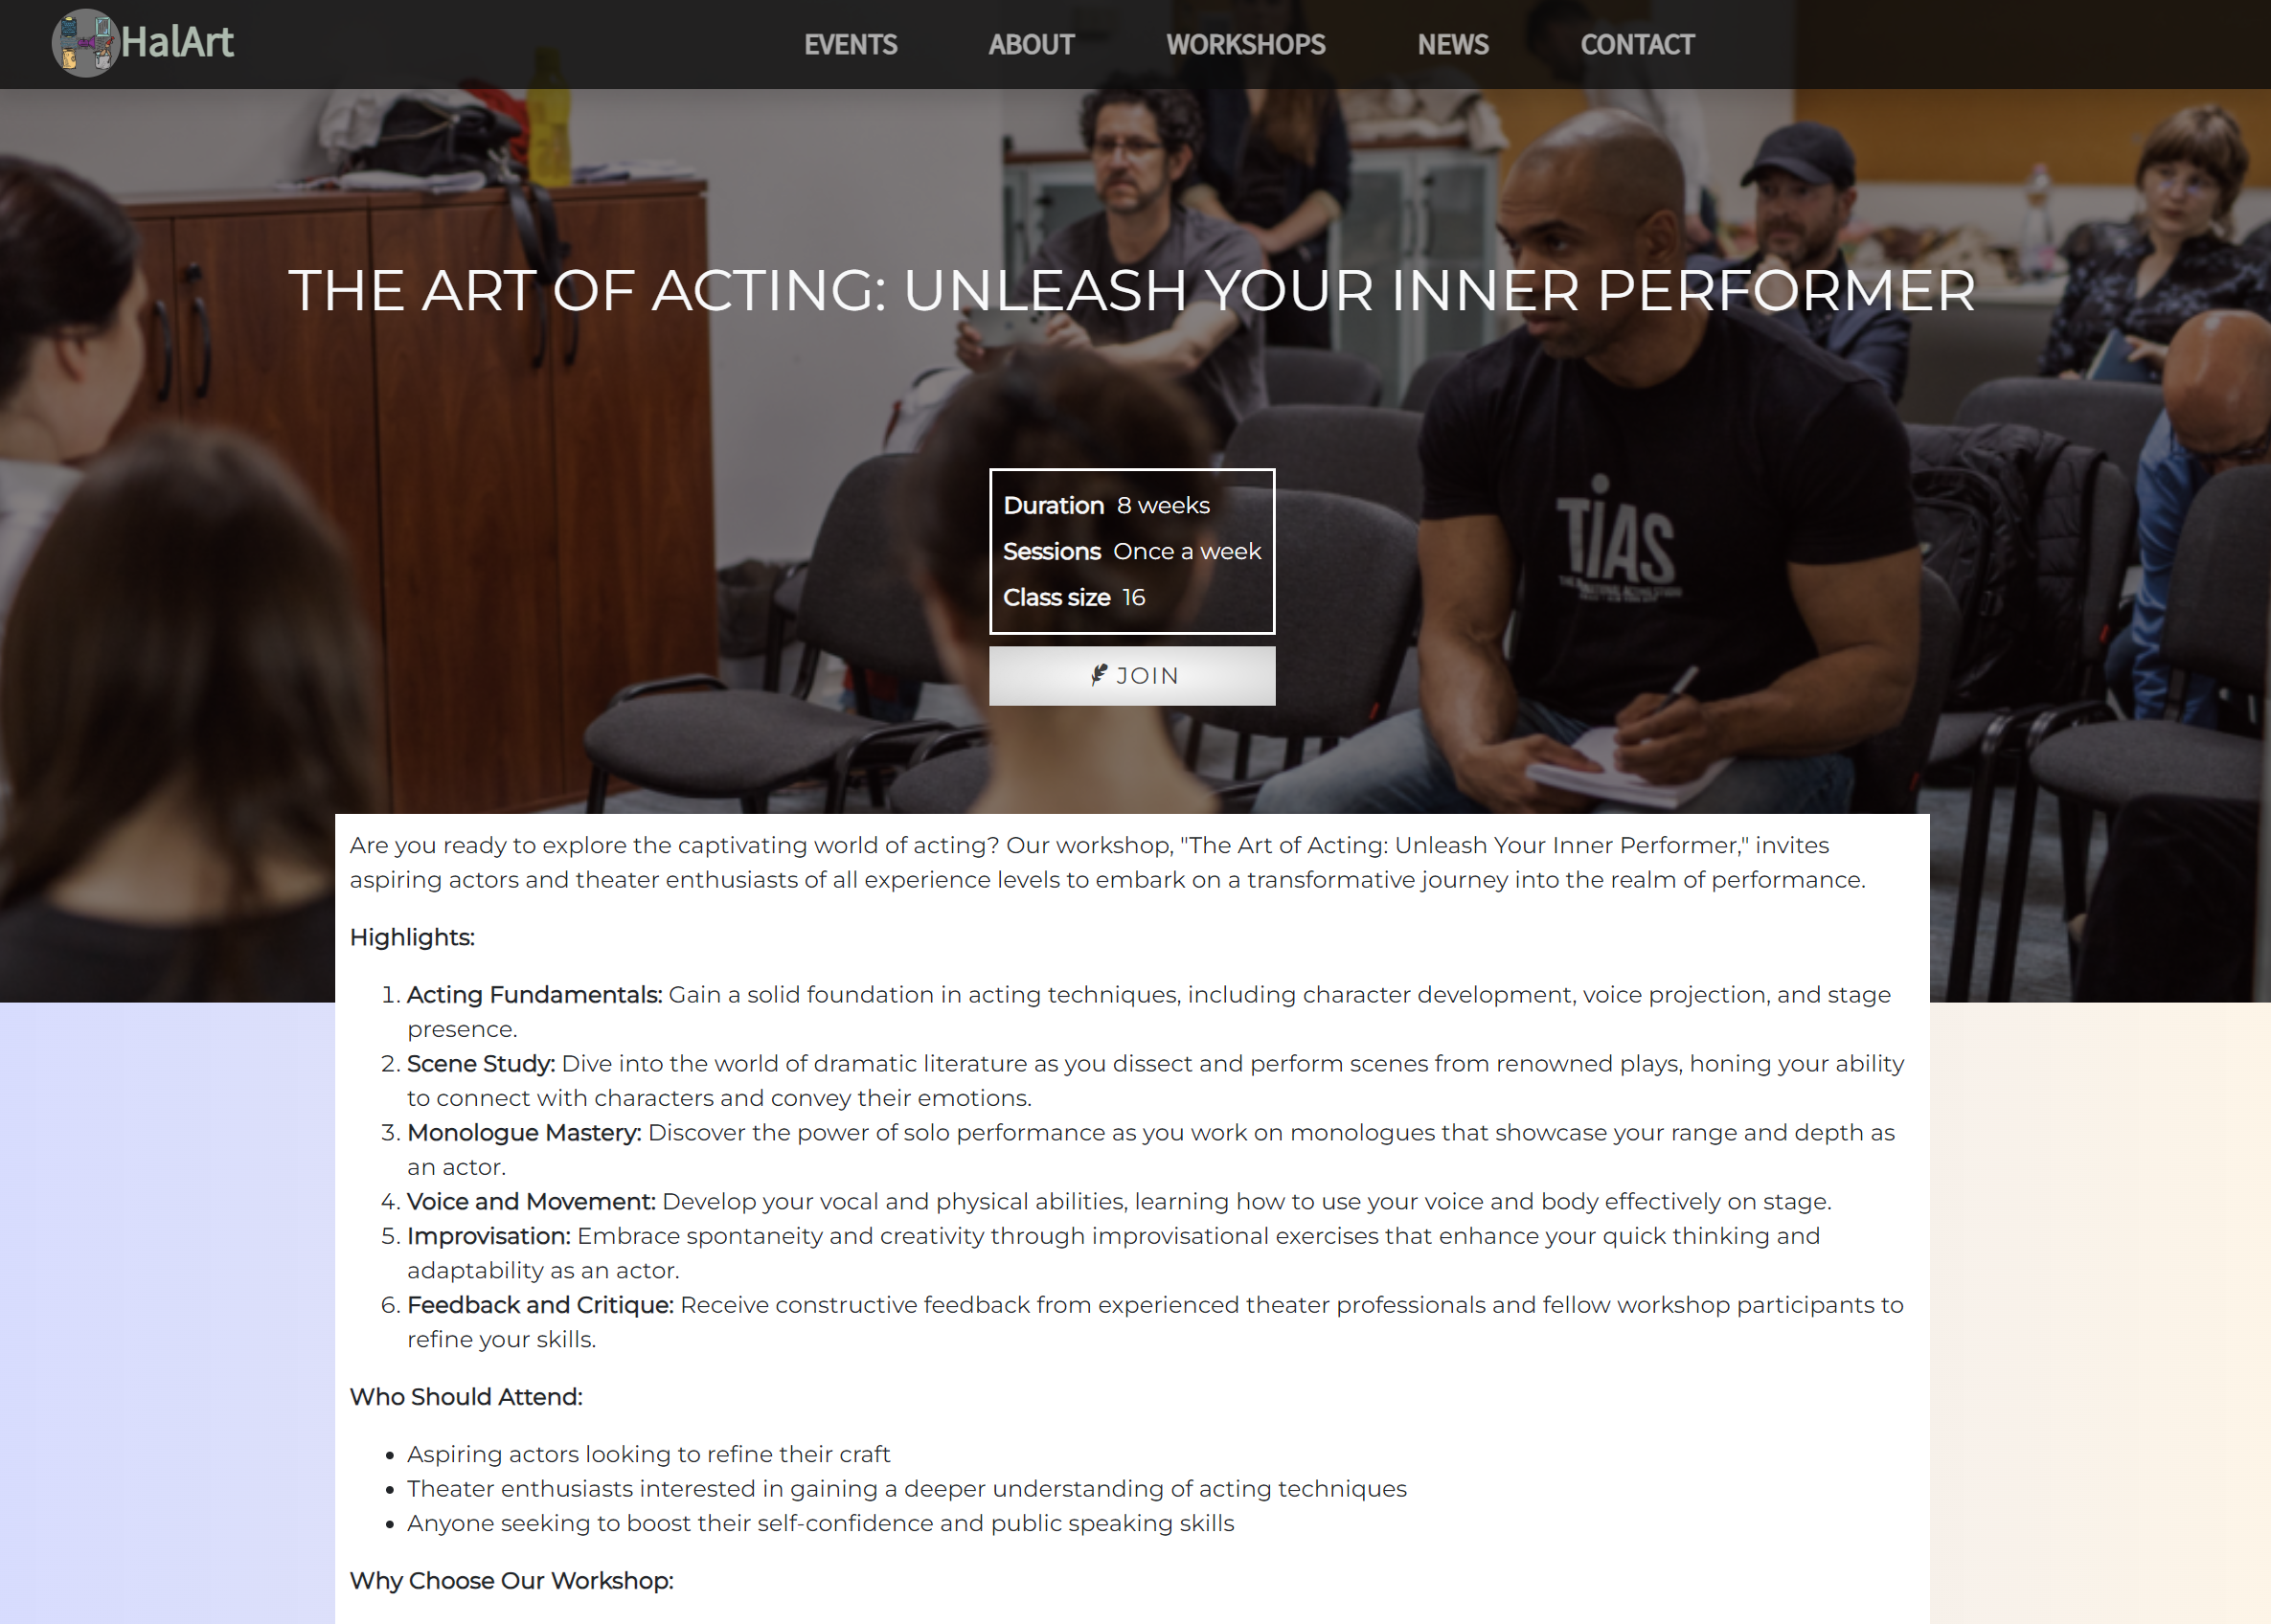 HalArt
EVENTS ABOUT WORKSHOPS NEWS CONTACT
THE ART OF ACTING: UNLEASH YOUR INNER PERFORMER
TIAS
Duration 8 weeks
Sessions Once a week
Class size 16
JOIN
Are you ready to explore the captivating world of acting? Our workshop, "The Art of Acting: Unleash Your Inner Performer," invites
aspiring actors and theater enthusiasts of all experience levels to embark on a transformative journey into the realm of performance.
Highlights:
1. Acting Fundamentals: Gain a solid foundation in acting techniques, including character development, voice projection, and stage
presence.
2. Scene Study: Dive into the world of dramatic literature as you dissect and perform scenes from renowned plays, honing your ability
to connect with characters and convey their emotions.
3. Monologue Mastery: Discover the power of solo performance as you work on monologues that showcase your range and depth as
an actor.
4. Voice and Movement: Develop your vocal and physical abilities, learning how to use your voice and body effectively on stage.
5. Improvisation: Embrace spontaneity and creativity through improvisational exercises that enhance your quick thinking and
adaptability as an actor.
6. Feedback and Critique: Receive constructive feedback from experienced theater professionals and fellow workshop participants to
refine your skills.
Who Should Attend:
• Aspiring actors looking to refine their craft
• Theater enthusiasts interested in gaining a deeper understanding of acting techniques
• Anyone seeking to boost their self-confidence and public speaking skills
Why Choose Our Workshop: